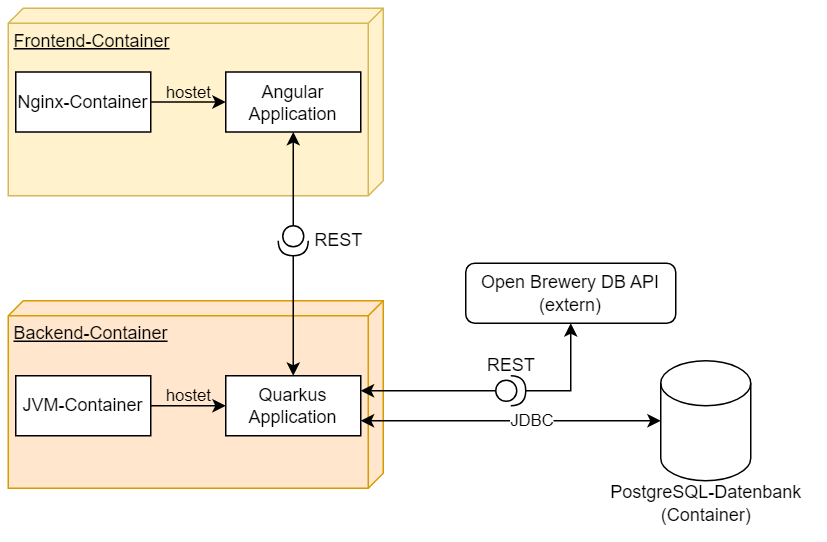 Frontend-Container
Nginx-Container
hostet
Angular
Application
REST
Open Brewery DB API
(extern)
Backend-Container
JVM-Container
hostet
Quarkus
Application
REST
JDBC
PostgreSQL-Datenbank
(Container)